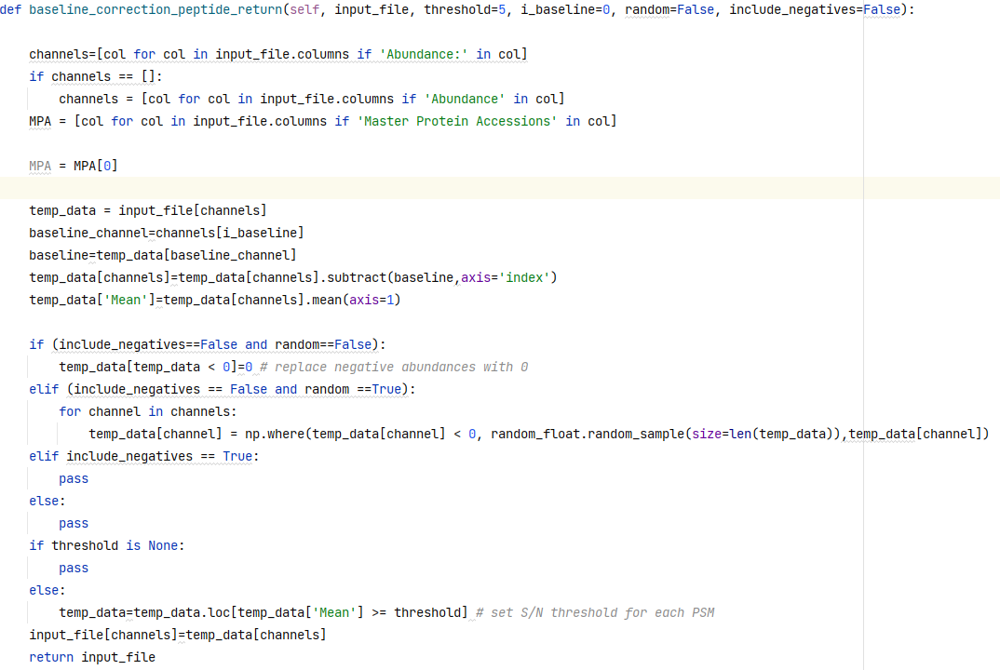 def baseline_correction_peptide_return(self, input_file, threshold=5, i_baseline=0, random=False, include_negatives=False):
channels=[col for col in input_file.columns if 'Abundance:' in col]
if channels == []:
channels = [col for col in input_file.columns if 'Abundance' in col]
MPA = [col for col in input_file.columns if 'Master Protein Accessions' in col]
MPA = MPA[0]
temp_data = input_file[channels]
baseline_channel=channels[i_baseline]
baseline=temp_data[baseline_channel]
temp_data[channels]=temp_data[channels].subtract(baseline,axis='index')
temp_data['Mean']=temp_data[channels].mean(axis=1)
if (include_negatives==False and random==False):
temp_data[temp_data < 0]=0 # replace negative abundances with 0
elif (include_negatives == False and random ==True):
for channel in channels:
temp_data[channel] = np.where(temp_data[channel] < 0, random_float.random_sample(size=len(temp_data)),temp_data[channel])
elif include_negatives == True:
pass
else:
pass
if threshold is None:
pass
else:
temp_data=temp_data.loc[temp_data['Mean'] >= threshold] # set S/N threshold for each PSM
input_file[channels]=temp_data[channels]
return input_file